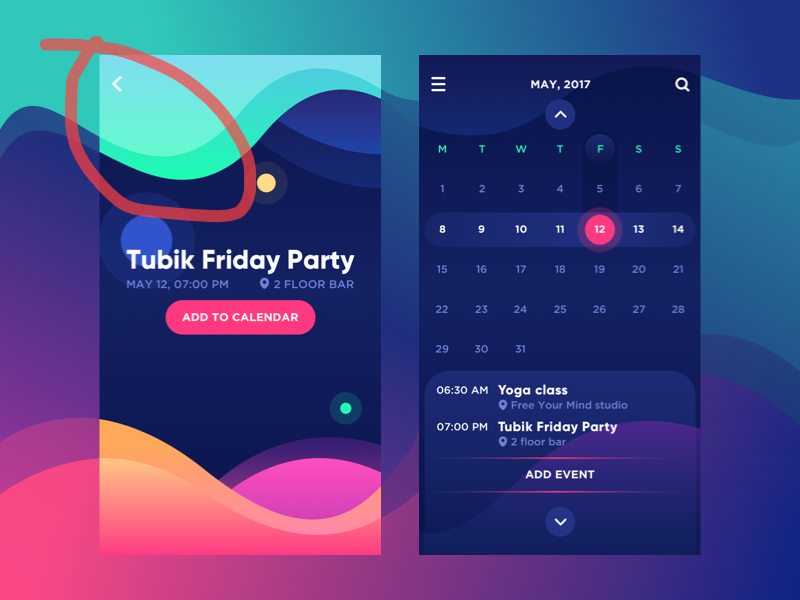 Tubik Friday Party
MAY 12, 07:00 PM 2 FLOOR BAR
ADD TO CALENDAR
MAY, 2017
M T W T F S S
1 2 3 4 5 6 7
8 9 10 11 12 13 14
15 16 17 18 19 20 21
22 23 24 25 26 27 28
29 30 31
06:30 AM Yoga class
Free Your Mind studio
07:00 PM Tubik Friday Party
2 floor bar
ADD EVENT